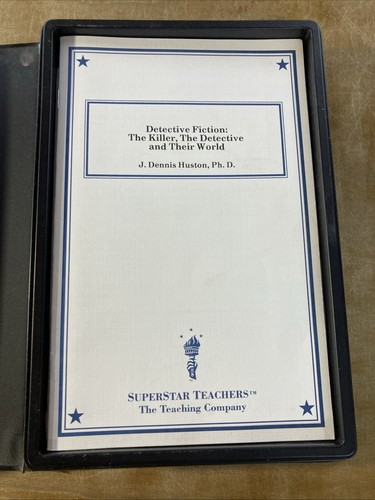 Detective Fiction:
The Killer, The Detective
and Their World
J. Dennis Huston, Ph. D.
SUPERSTAR TEACHERS™
The Teaching Company